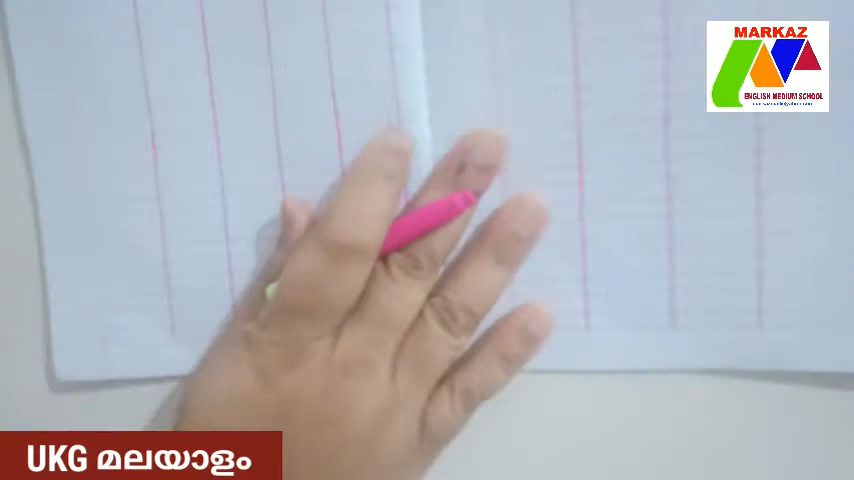 MARKAZ
ENGLISH MEDIUM SCHOOL
UKG മലയാളം